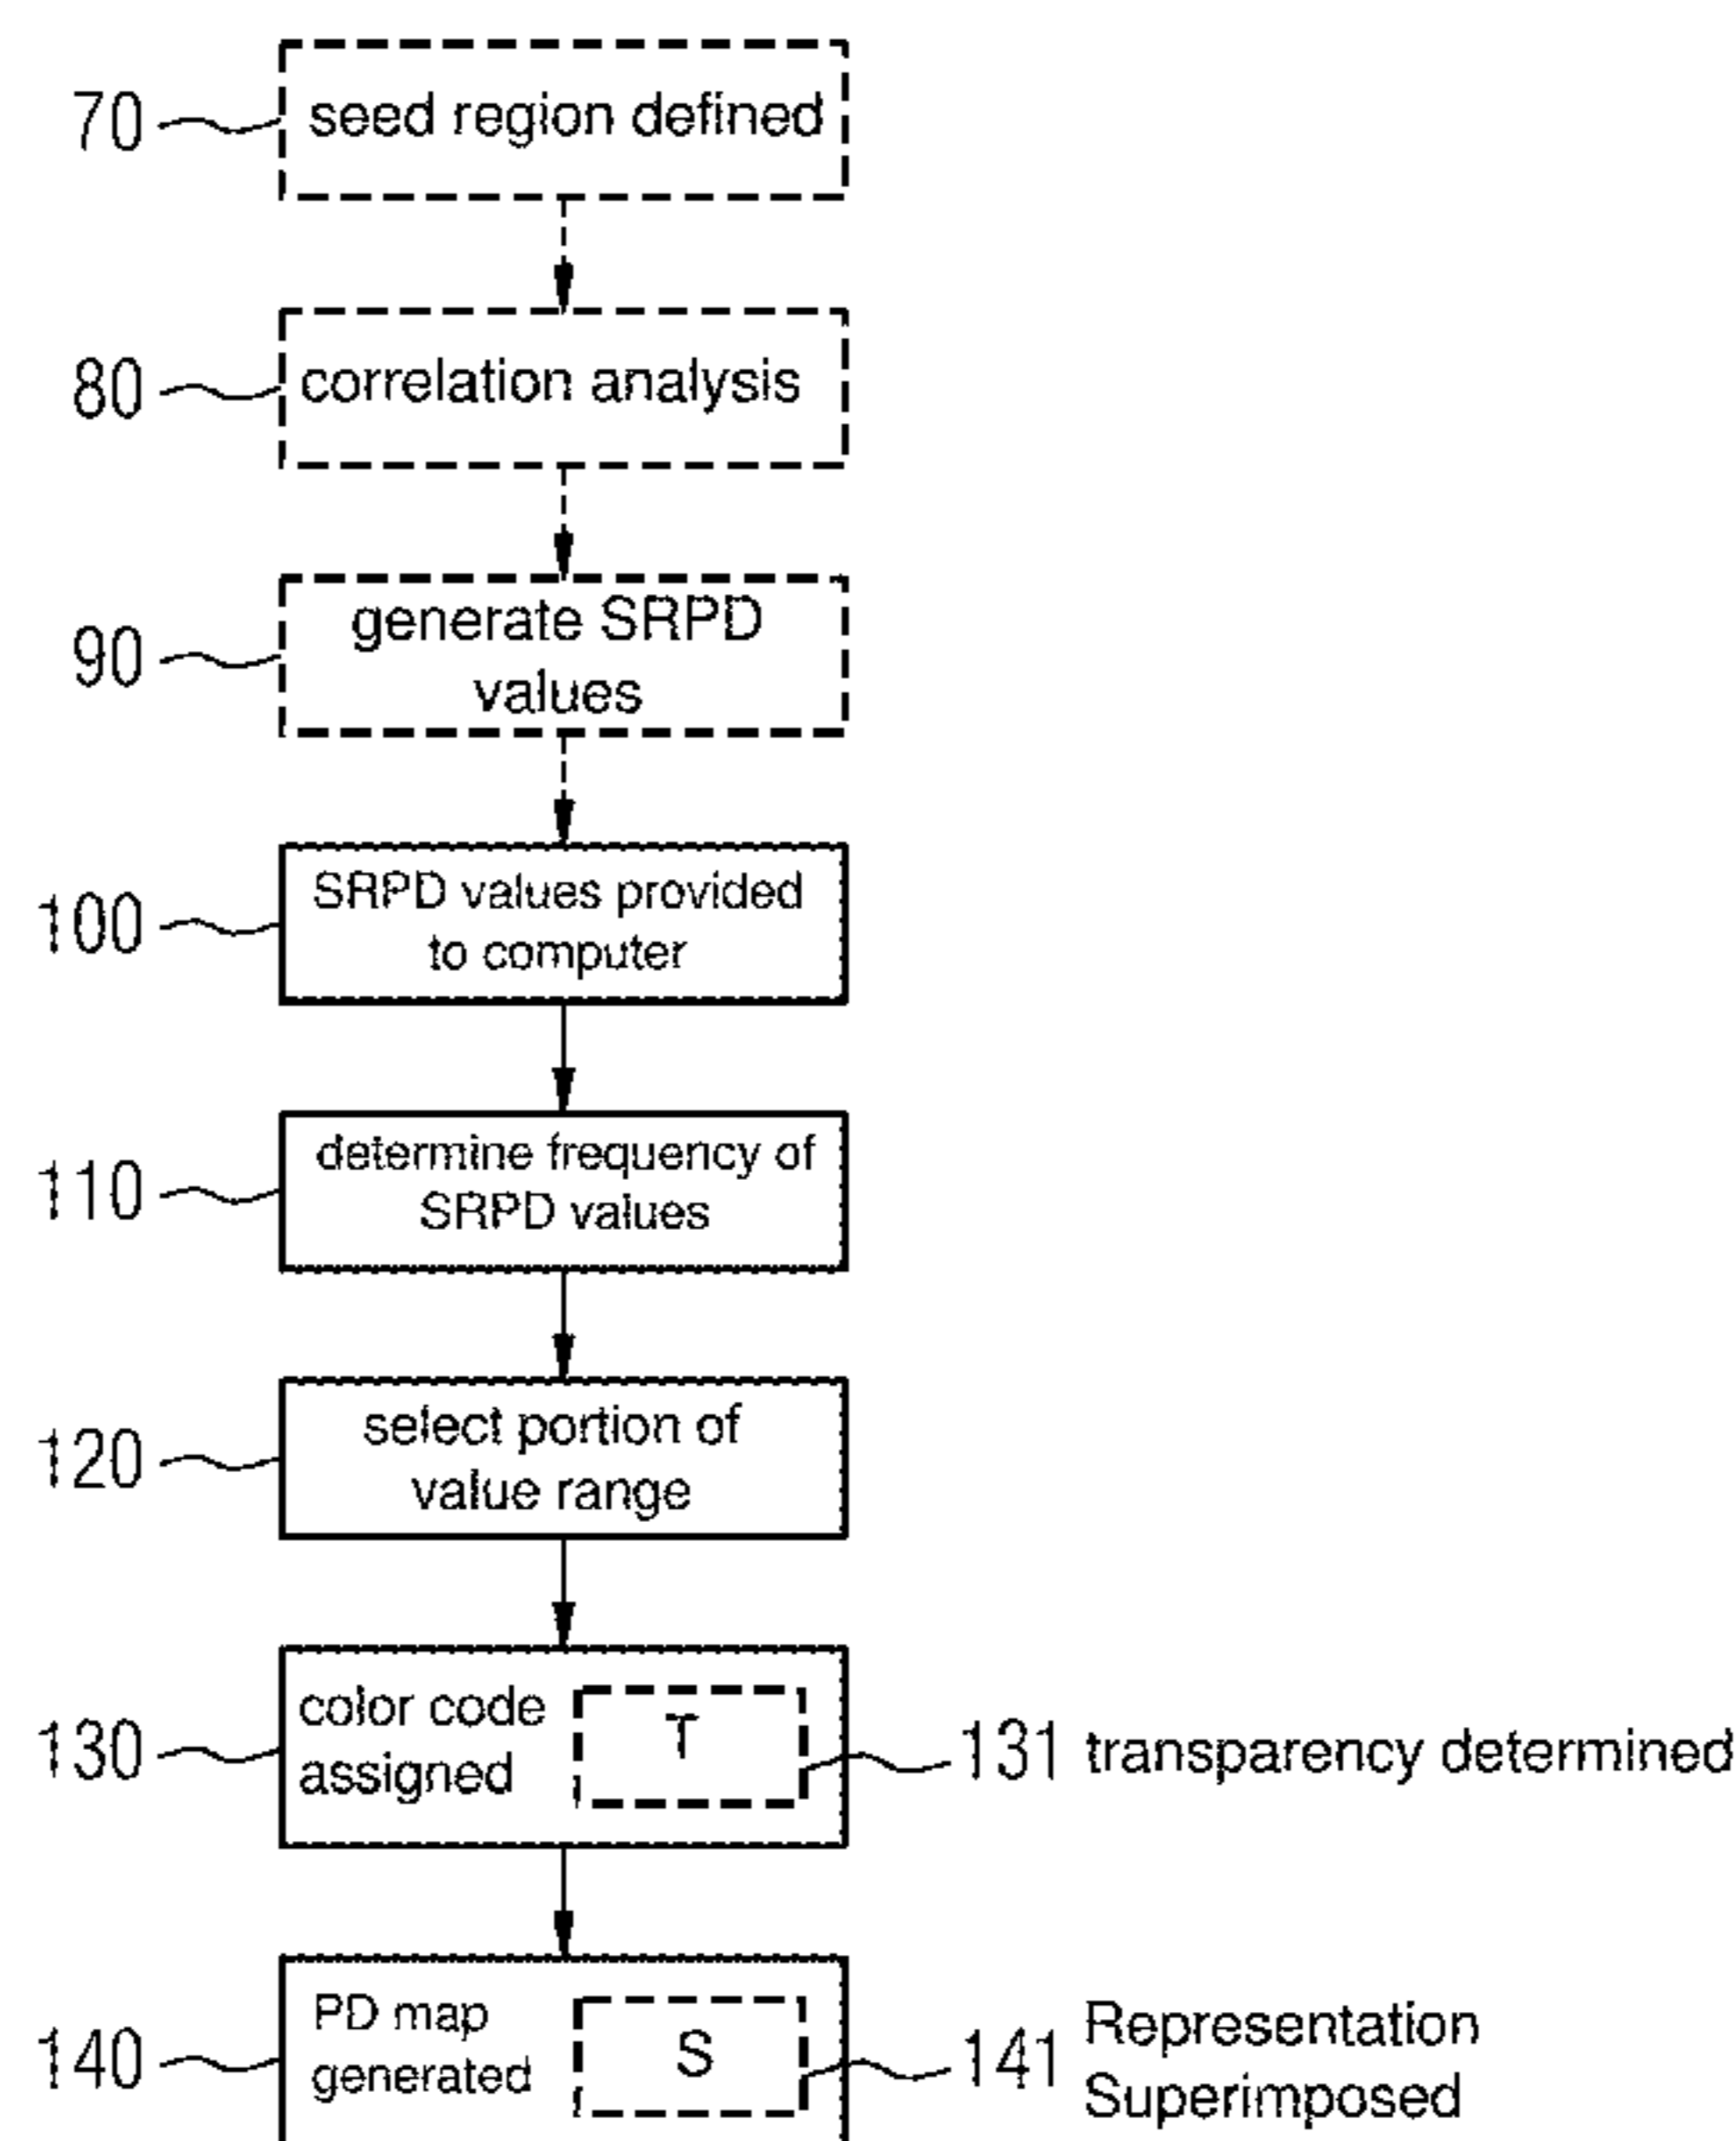 70
seed region defined
80
correlation analysis
90
generate SRPD
values
100
SRPD values provided
to computer
110
determine frequency of
SRPD values
120
select portion of
value range
130
color code
assigned
T
131 transparency determined
140
PD map
generated
S
141
Representation
Superimposed